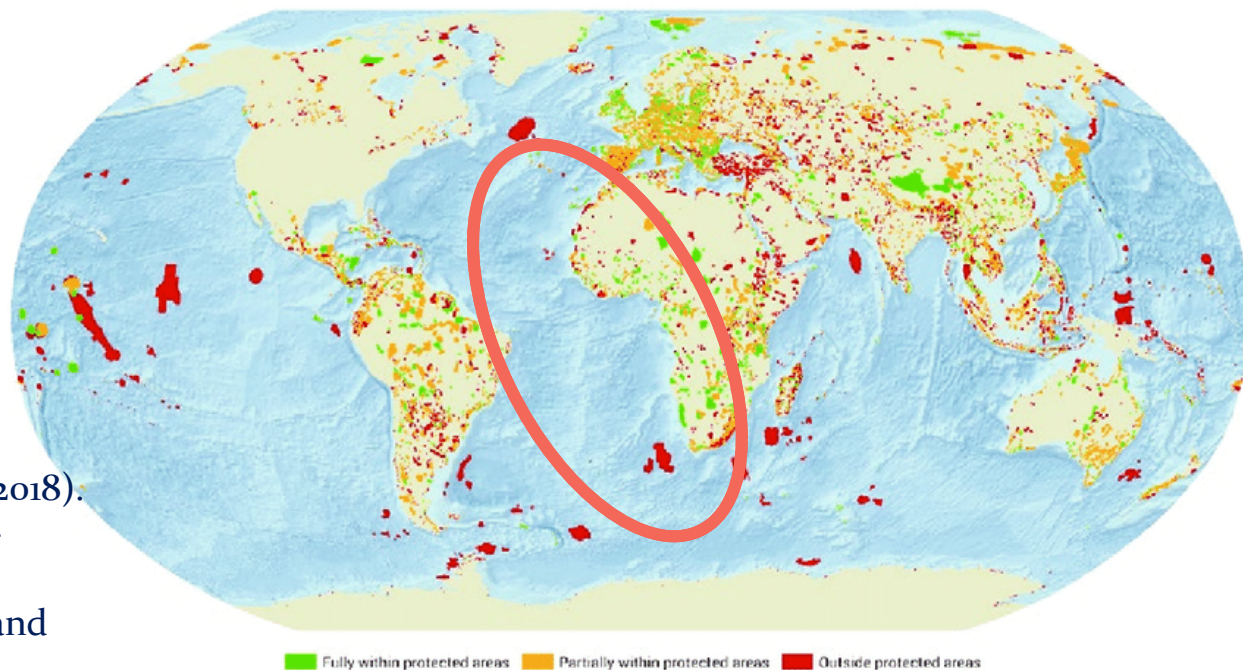 2018).
and
Fully within protected areas Partially within protected areas Outside protected areas